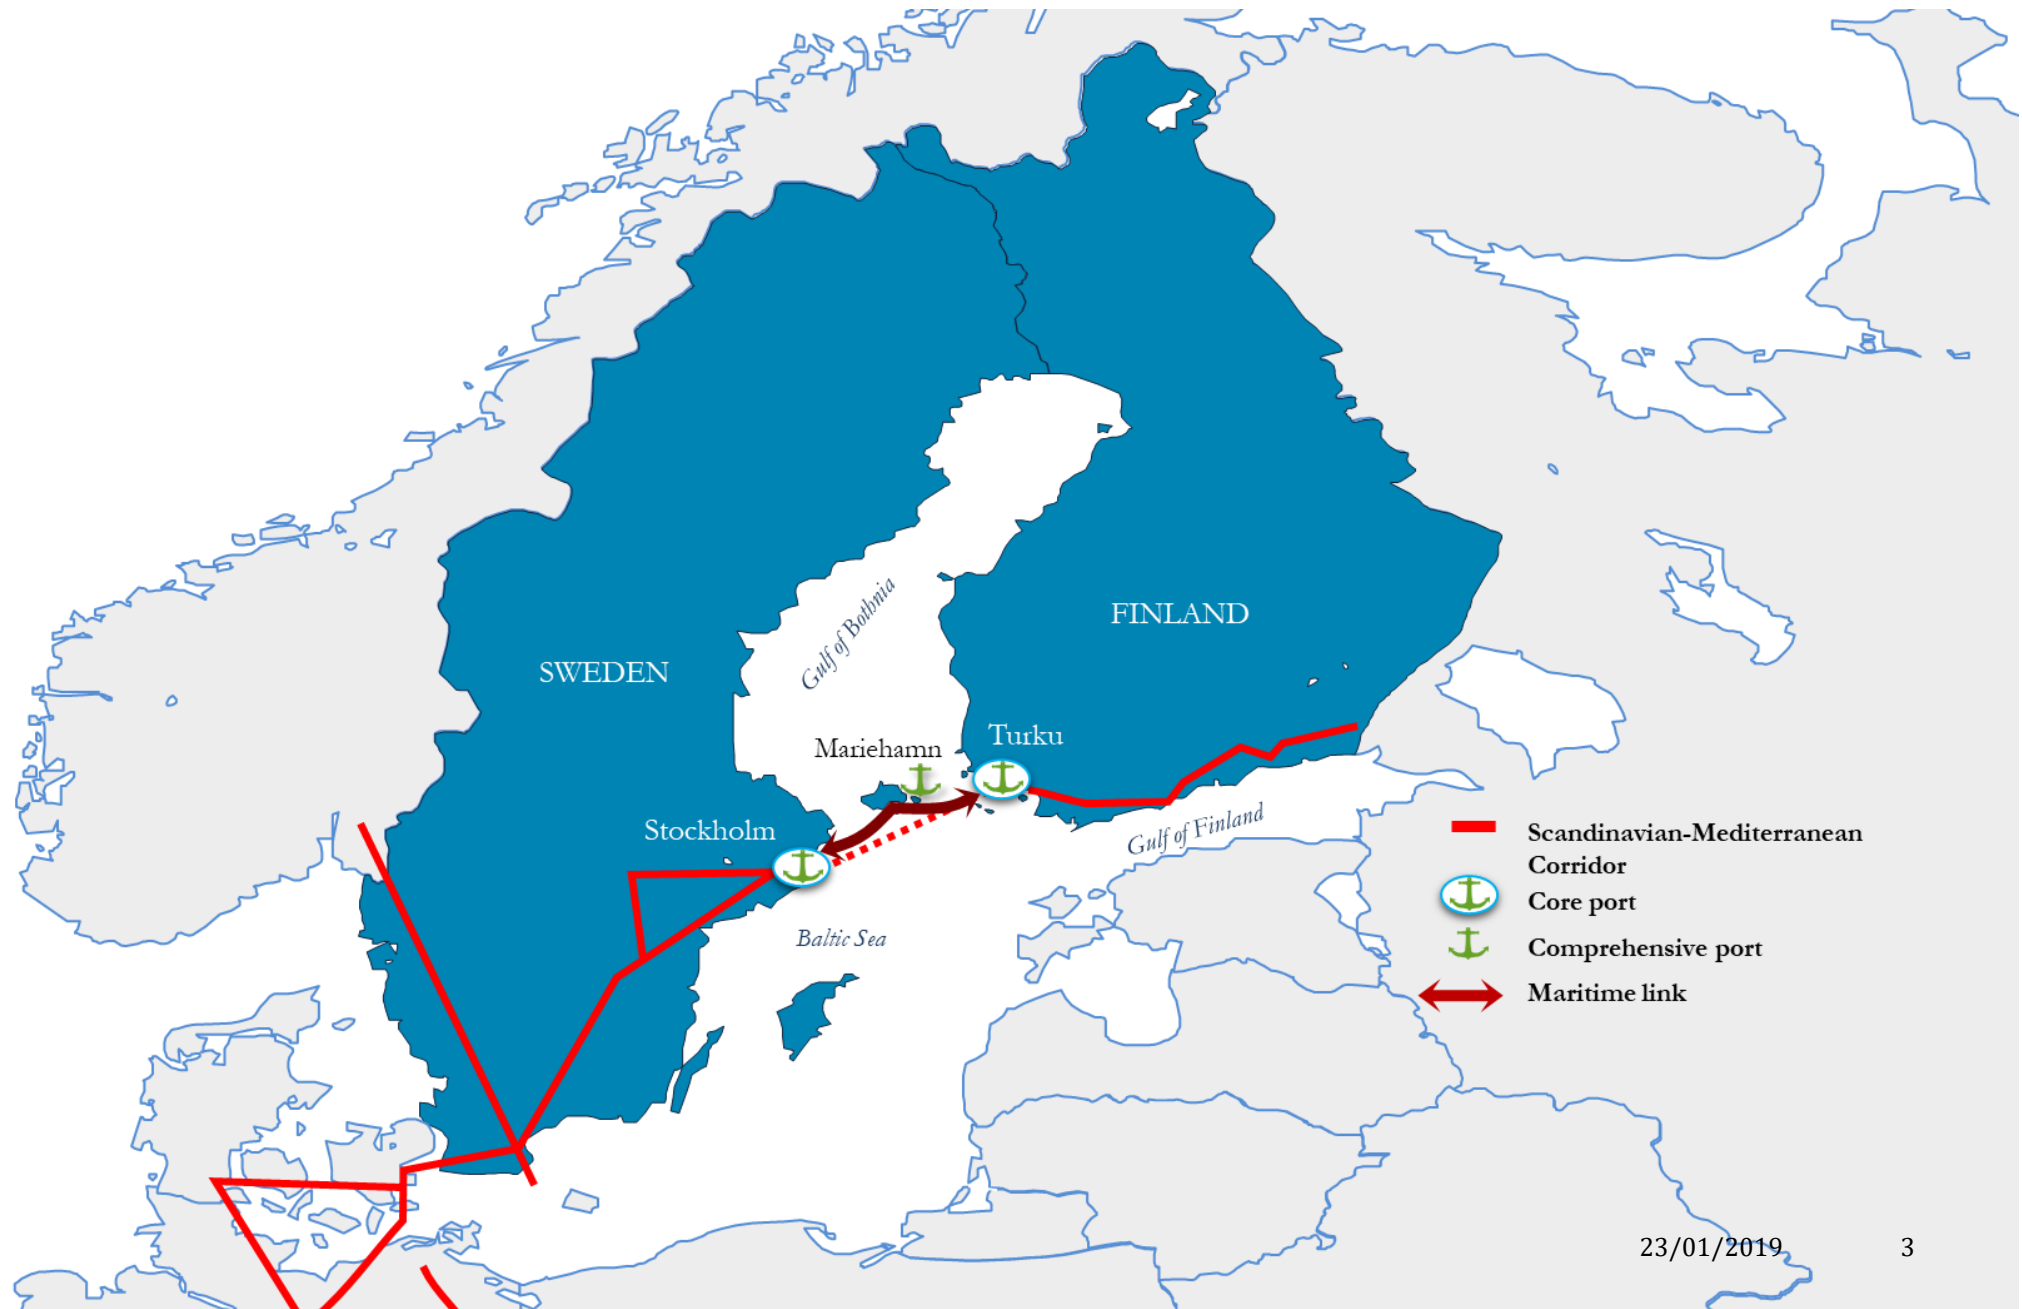 FINLAND
Gulf of Bothnia
SWEDEN
Turku
Mariehamn
Stockholm
Gulf of Finland
Baltic Sea
Scandinavian-Mediterranean
Corridor
Core port
Comprehensive port
Maritime link
23/01/2019
3